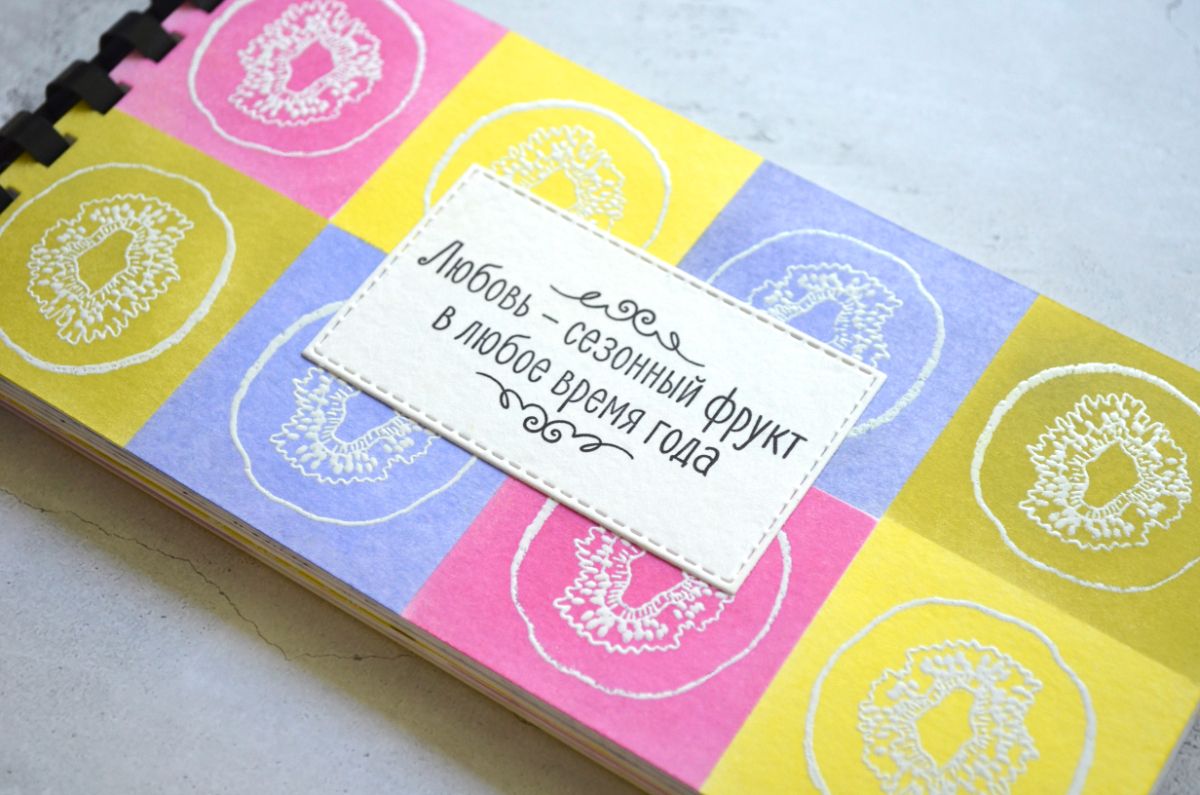 Любовь – сезонный фрукт
в любое время года